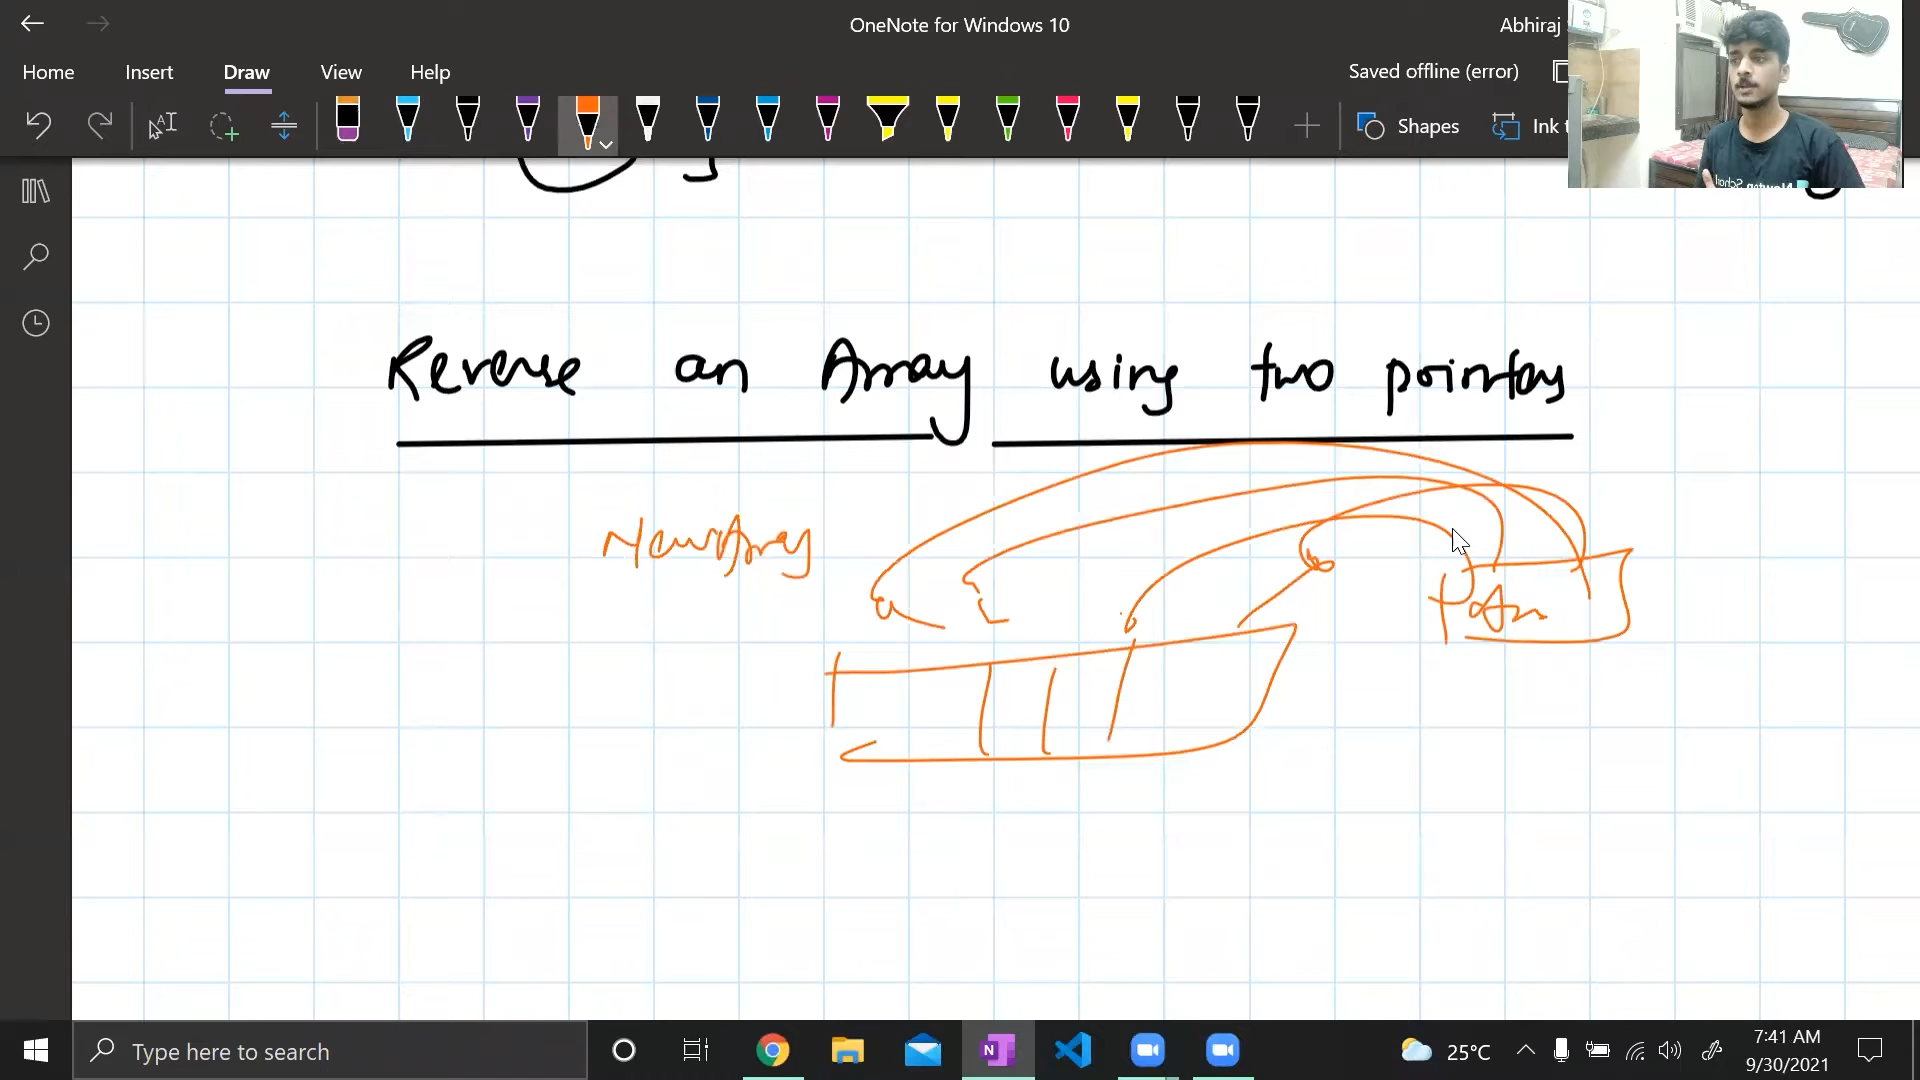 OneNote for Windows 10
Abhiraj
Home Insert Draw View Help
Saved offline (error)
Shapes
Ink t
Reverse an Array using two pointers
NewArray
Type here to search
25°C
7:41 AM
9/30/2021